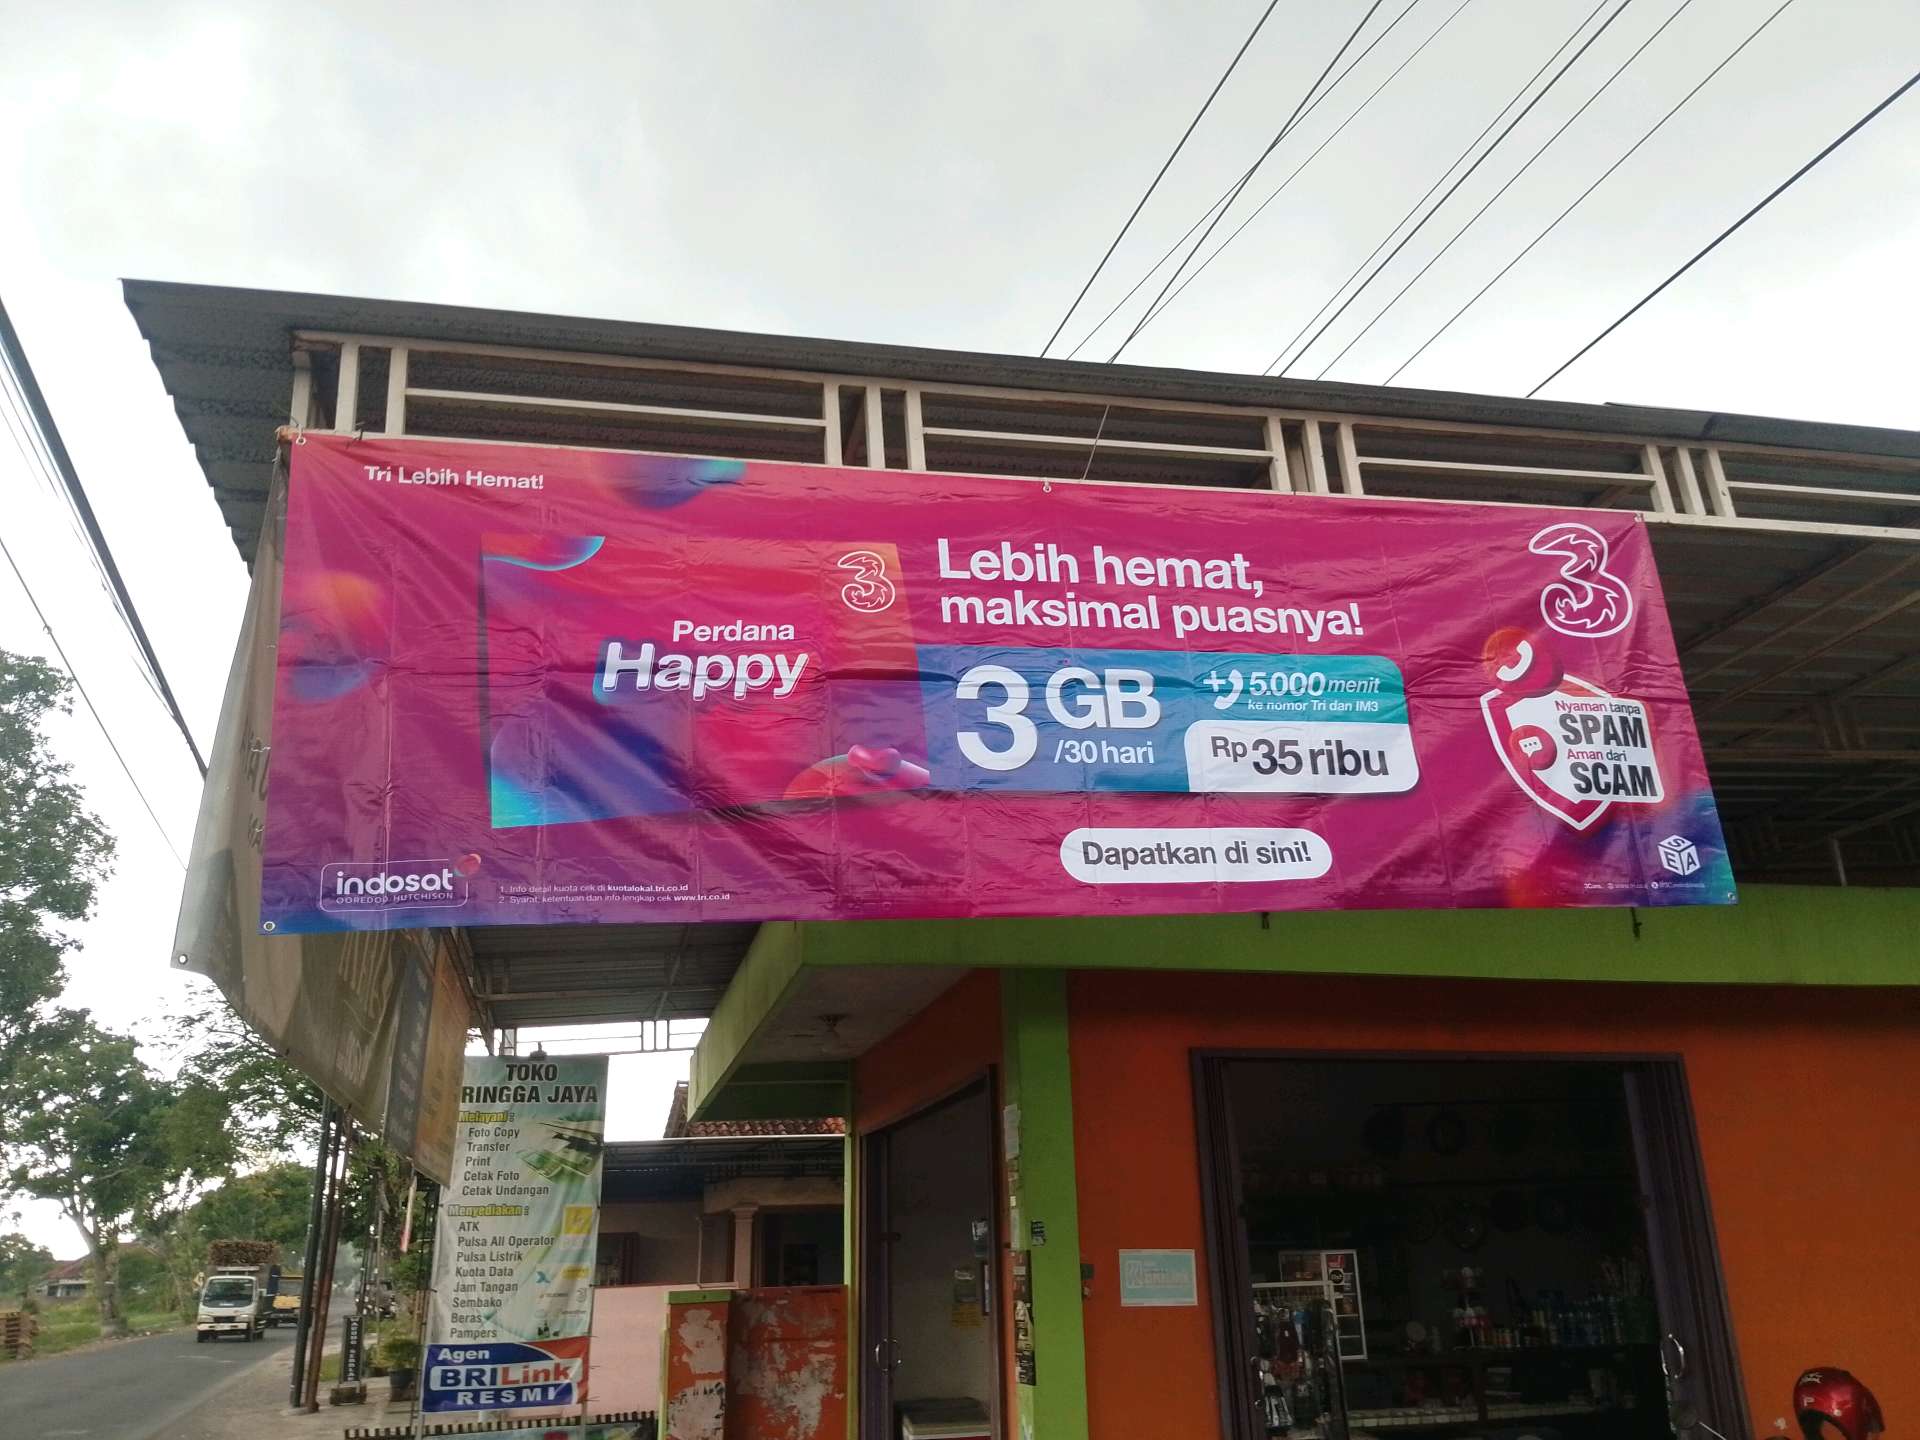 Tri Lebih Hemat!
3
Perdana
Happy
Lebih hemat,
maksimal puasnya!
3 GB
/30 hari
+ 5.000 menit
ke nomor Tri dan IM3
Rp 35 ribu
Dapatkan di sini!
3
Nyaman tanpa
SPAM
Aman dari
SCAM
SEA
indosat
OOREDOO HUTCHISON
1. Info detail kuota cek di kuotalokal.tri.co.id
2. Syarat, ketentuan dan info lengkap cek www.tri.co.id
TOKO
RINGGA JAYA
Melayani :
Foto Copy
Transfer
Print
Cetak Foto
Cetak Undangan
Menyediakan :
ATK
Pulsa All Operator
Pulsa Listrik
Kuota Data
Jam Tangan
Sembako
Beras
Pampers
Agen
BRILink
RESMI